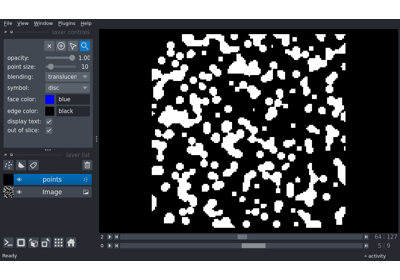 File View Window Plugins Help
layer controls
opacity: 1.00
point size: 10
blending: translucen
symbol: disc
face color: blue
edge color: black
display text:
out of slice:
layer list
points
Image
2 64 127
0 5 9
Ready activity